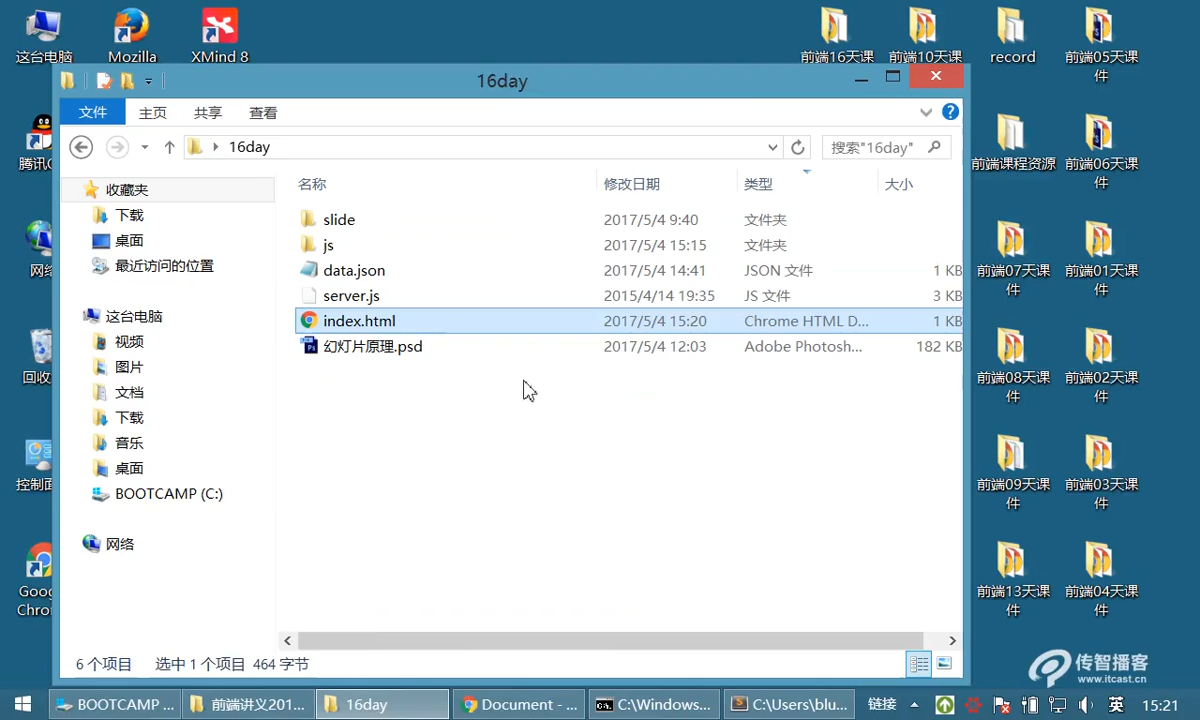 这台电脑
Mozilla
XMind 8
前端16天课
前端10天课
record
前端05天课件
16day
文件
主页
共享
查看
16day
搜索"16day"
腾讯
前端课程资源
前端06天课件
收藏夹
下载
桌面
最近访问的位置
这台电脑
视频
图片
文档
下载
音乐
桌面
BOOTCAMP (C:)
网络
名称
修改日期
类型
大小
slide
2017/5/4 9:40
文件夹
js
2017/5/4 15:15
文件夹
data.json
2017/5/4 14:41
JSON 文件
1 KB
server.js
2015/4/14 19:35
JS 文件
3 KB
index.html
2017/5/4 15:20
Chrome HTML D...
1 KB
幻灯片原理.psd
2017/5/4 12:03
Adobe Photosh...
182 KB
网络
回收
控制面
Goog
Chro
前端07天课件
前端01天课件
前端08天课件
前端02天课件
前端09天课件
前端03天课件
前端13天课件
前端04天课件
6 个项目
选中 1 个项目 464 字节
传智播客
www.itcast.cn
BOOTCAMP ...
前端讲义201...
16day
Document - ...
C:\Windows...
C:\Users\blu...
链接
英
15:21